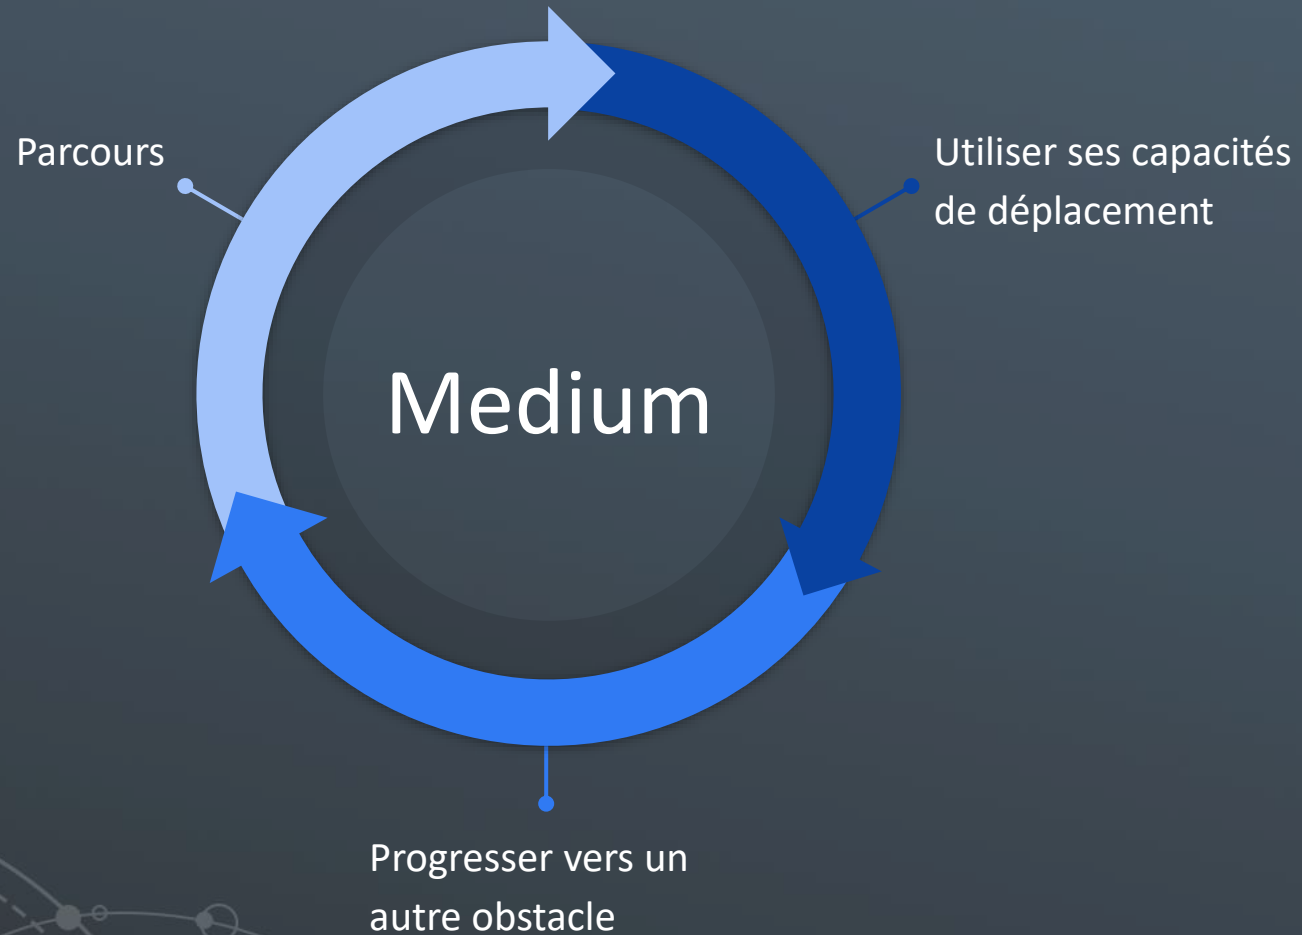 Parcours
Utiliser ses capacités
de déplacement
Medium
Progresser vers un
autre obstacle